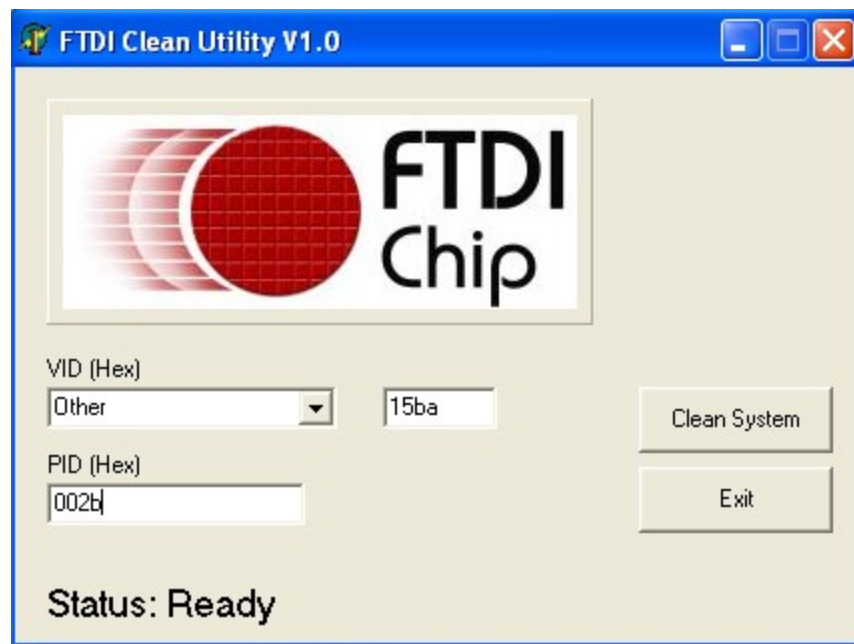 FTDI Clean Utility V1.0
FTDI
Chip
VID (Hex)
Other
15ba
Clean System
PID (Hex)
002b
Exit
Status: Ready